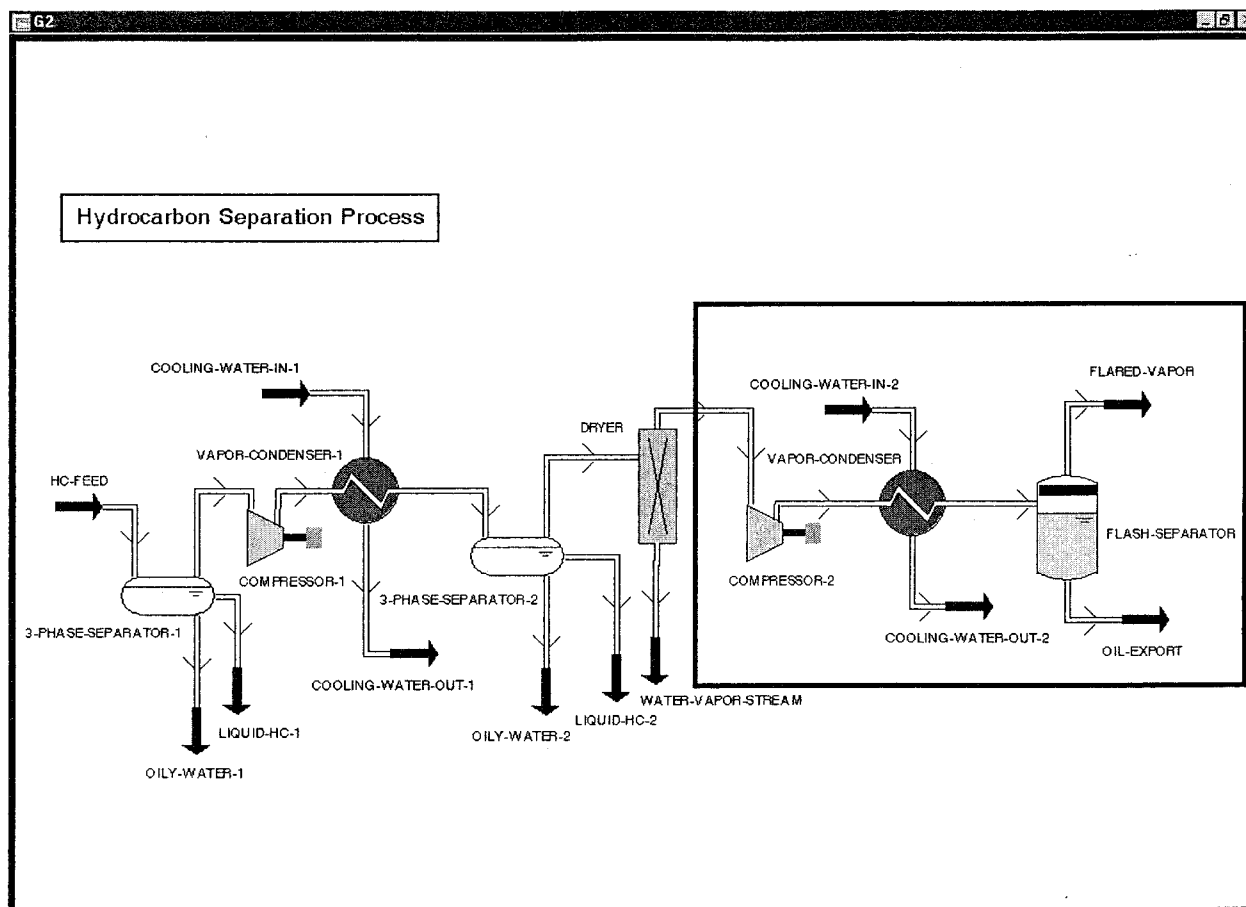 G2
Hydrocarbon Separation Process
COOLING-WATER-IN-1
VAPOR-CONDENSER-1
HC-FEED
COMPRESSOR-1
3-PHASE-SEPARATOR-1
LIQUID-HC-1
OILY-WATER-1
COOLING-WATER-OUT-1
3-PHASE-SEPARATOR-2
DRYER
OILY-WATER-2
LIQUID-HC-2
WATER-VAPOR-STREAM
COOLING-WATER-IN-2
VAPOR-CONDENSER
COMPRESSOR-2
COOLING-WATER-OUT-2
FLARED-VAPOR
FLASH-SEPARATOR
OIL-EXPORT